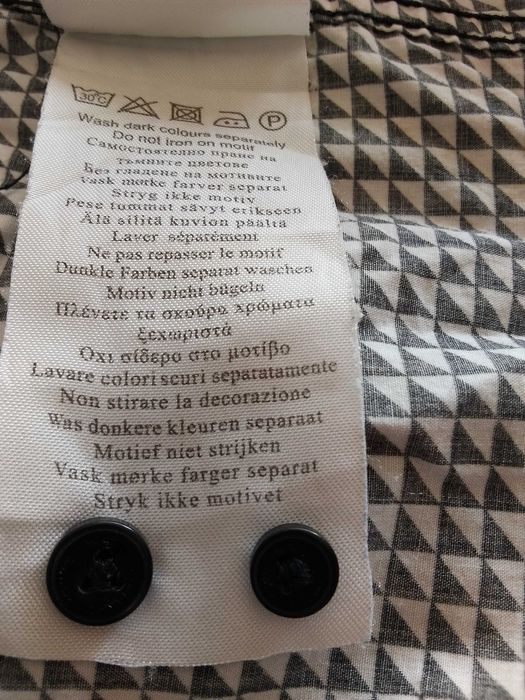 30°C P
Wash dark colours separately
Do not iron on motif
Самостоятелно пране на
тъмните цветове
Без гладене на мотивите
Vask mørke farver separat
Stryg ikke motiv
Pese tummat sävyt erikseen
Älä silitä kuvion päältä
Laver séparément
Ne pas repasser le motif
Dunkle Farben separat waschen
Motiv nicht bügeln
Πλένετε τα σκούρα χρώματα
ξεχωριστά
Οχι σίδερο στο μοτίβο
Lavare colori scuri separatamente
Non stirare la decorazione
Was donkere kleuren separaat
Motief niet strijken
Vask mørke farger separat
Stryk ikke motivet